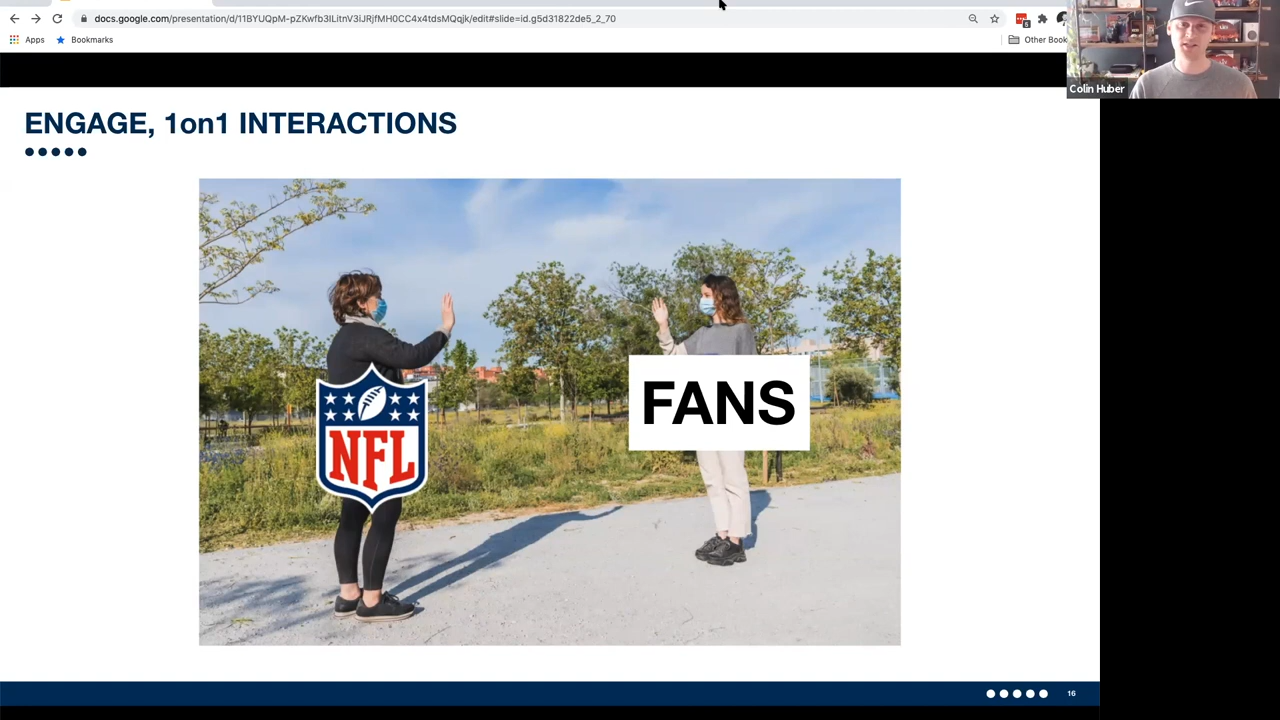 docs.google.com/presentation/d/11BYUQpM-pZKwfb3ILitnV3iJRjfMH0CC4x4tdsMQqjk/edit#slide=id.g5d31822de5_2_70
Apps
Bookmarks
Other Book
Colin Huber
ENGAGE, 1on1 INTERACTIONS
NFL
FANS
16